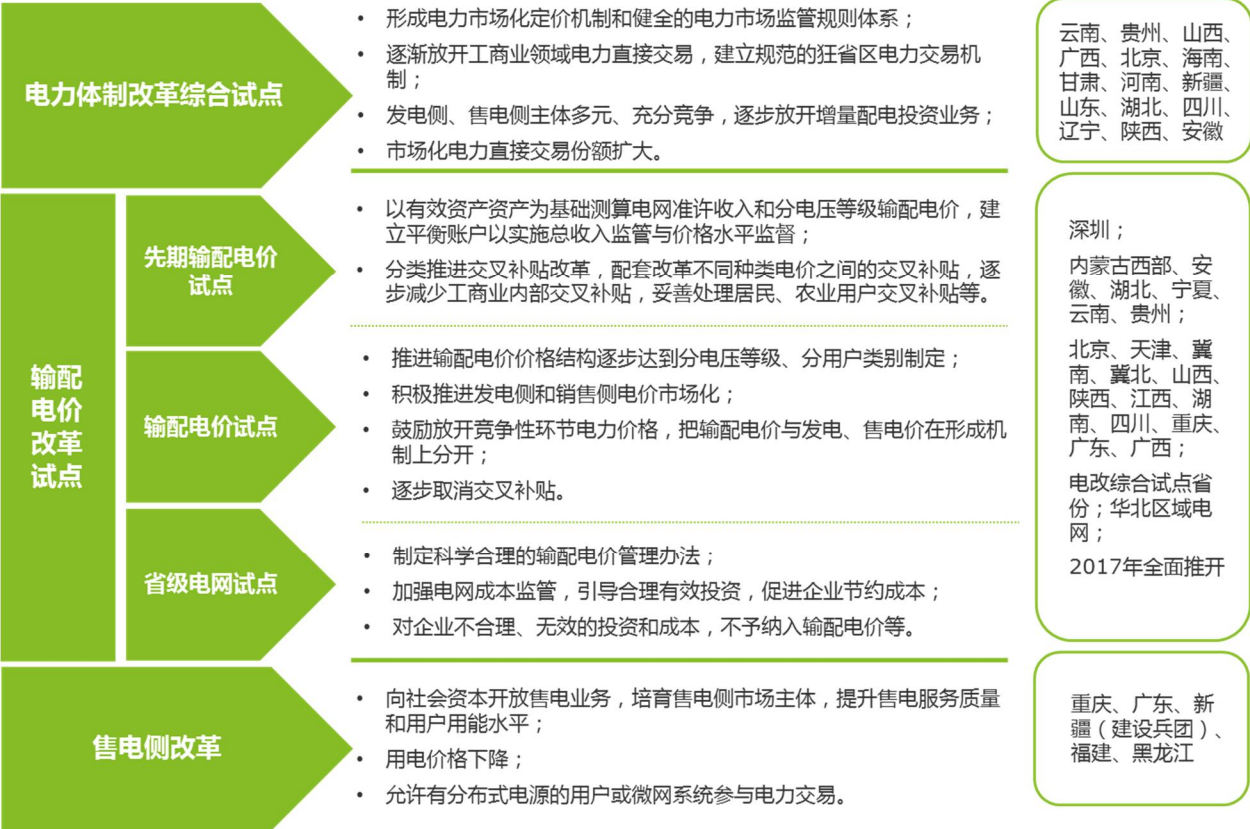 电力体制改革综合试点
• 形成电力市场化定价机制和健全的电力市场监管规则体系；
• 逐渐放开工商业领域电力直接交易，建立规范的狂省区电力交易机
制；
• 发电侧、售电侧主体多元、充分竞争，逐步放开增量配电投资业务；
• 市场化电力直接交易份额扩大。
云南、贵州、山西、
广西、北京、海南、
甘肃、河南、新疆、
山东、湖北、四川、
辽宁、陕西、安徽
输配
电价
改革
试点
先期输配电价
试点
• 以有效资产资产为基础测算电网准许收入和分电压等级输配电价，建
立平衡账户以实施总收入监管与价格水平监督；
• 分类推进交叉补贴改革，配套改革不同种类电价之间的交叉补贴，逐
步减少工商业内部交叉补贴，妥善处理居民、农业用户交叉补贴等。
输配电价试点
• 推进输配电价价格结构逐步达到分电压等级、分用户类别制定；
• 积极推进发电侧和销售侧电价市场化；
• 鼓励放开竞争性环节电力价格，把输配电价与发电、售电价在形成机
制上分开；
• 逐步取消交叉补贴。
省级电网试点
• 制定科学合理的输配电价管理办法；
• 加强电网成本监管，引导合理有效投资，促进企业节约成本；
• 对企业不合理、无效的投资和成本，不予纳入输配电价等。
深圳；
内蒙古西部、安
徽、湖北、宁夏、
云南、贵州；
北京、天津、冀
南、冀北、山西、
陕西、江西、湖
南、四川、重庆、
广东、广西；
电改综合试点省
份；华北区域电
网；
2017年全面推开
售电侧改革
• 向社会资本开放售电业务，培育售电侧市场主体，提升售电服务质量
和用户用能水平；
• 用电价格下降；
• 允许有分布式电源的用户或微网系统参与电力交易。
重庆、广东、新
疆（建设兵团）、
福建、黑龙江